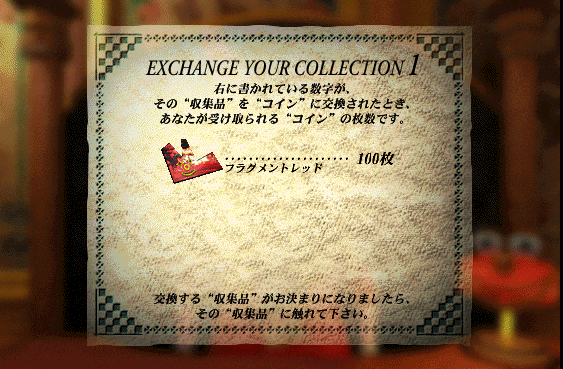 EXCHANGE YOUR COLLECTION 1
右に書かれている数字が、
その“収集品”を“コイン”に交換されたとき、
あなたが受け取られる“コイン”の枚数です。
..................... 100枚
フラグメントレッド
交換する“収集品”がお決まりになりましたら、
その“収集品”に触れて下さい。